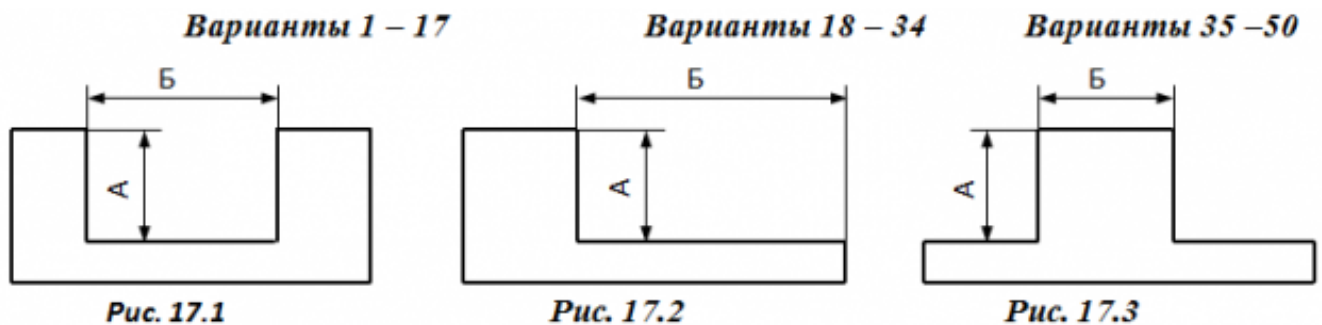 Варианты 1 – 17 Варианты 18 – 34 Варианты 35 –50
Б Б Б
А А А
Рис. 17.1 Рис. 17.2 Рис. 17.3